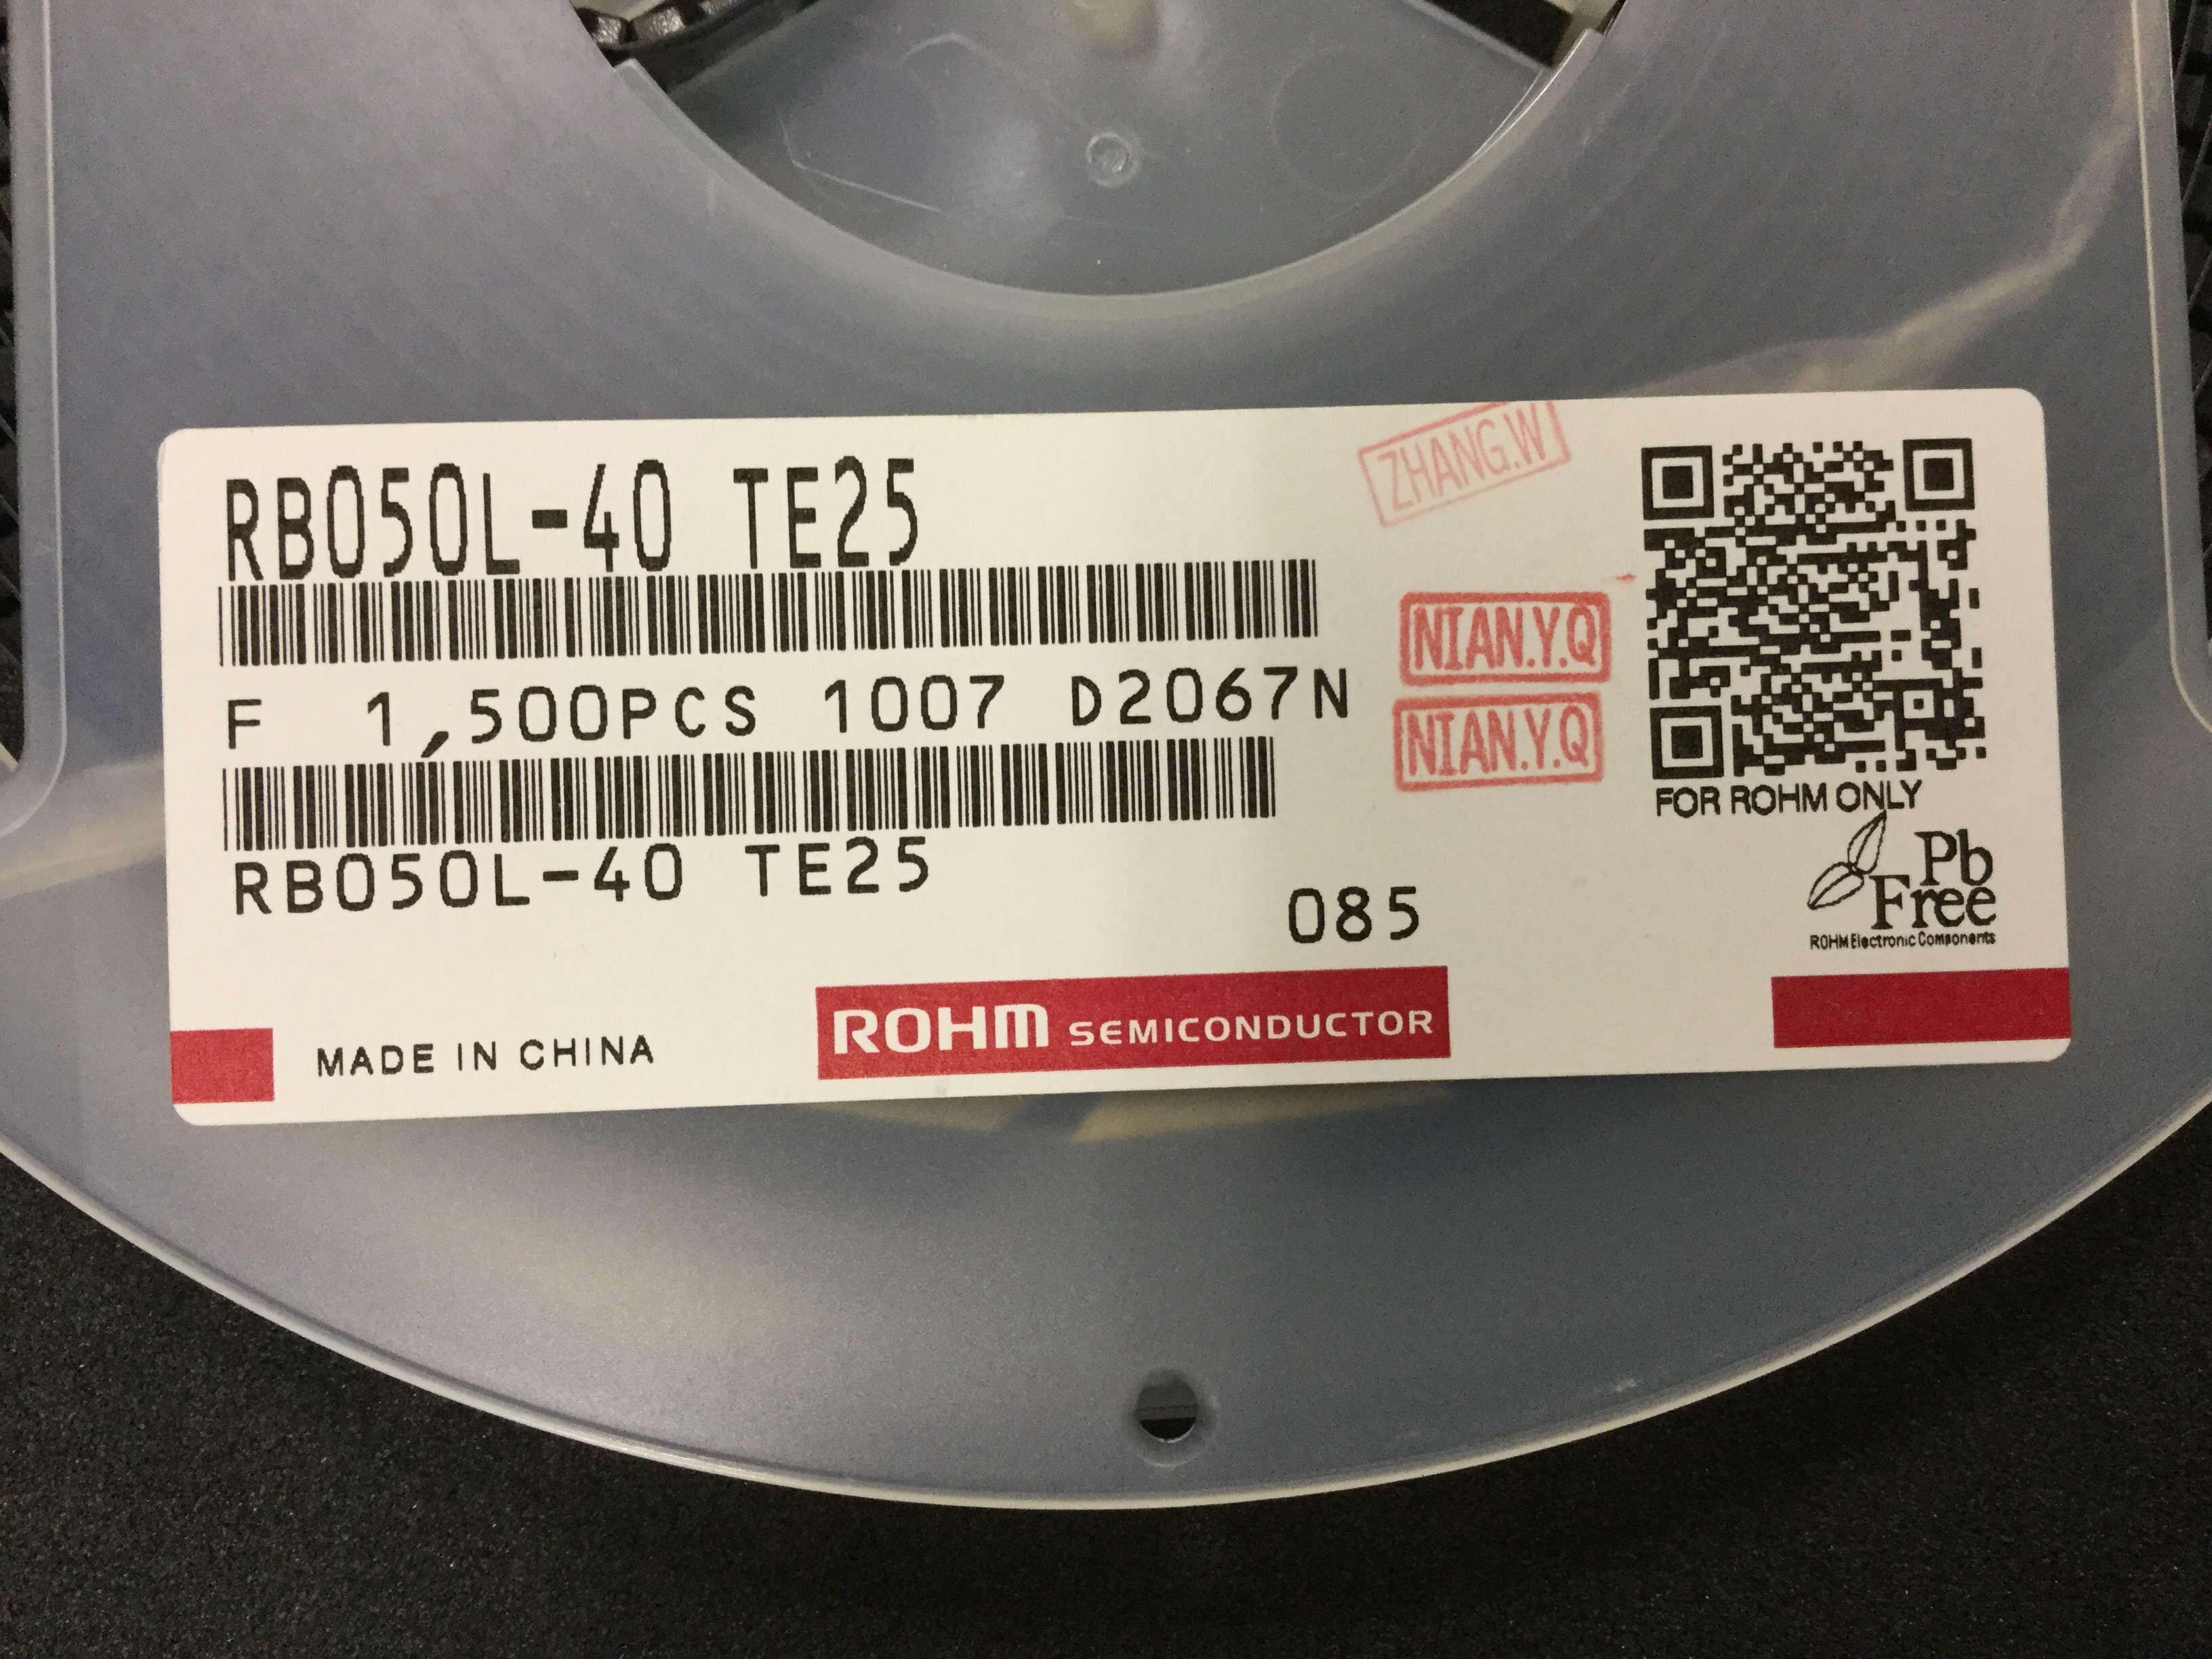 RB050L-40 TE25
ZHANG.W
F 1,500PCS 1007 D2067N
NIAN.Y.Q
NIAN.Y.Q
FOR ROHM ONLY
RB050L-40 TE25
085
Pb
Free
ROHM Electronic Components
MADE IN CHINA
ROHM SEMICONDUCTOR